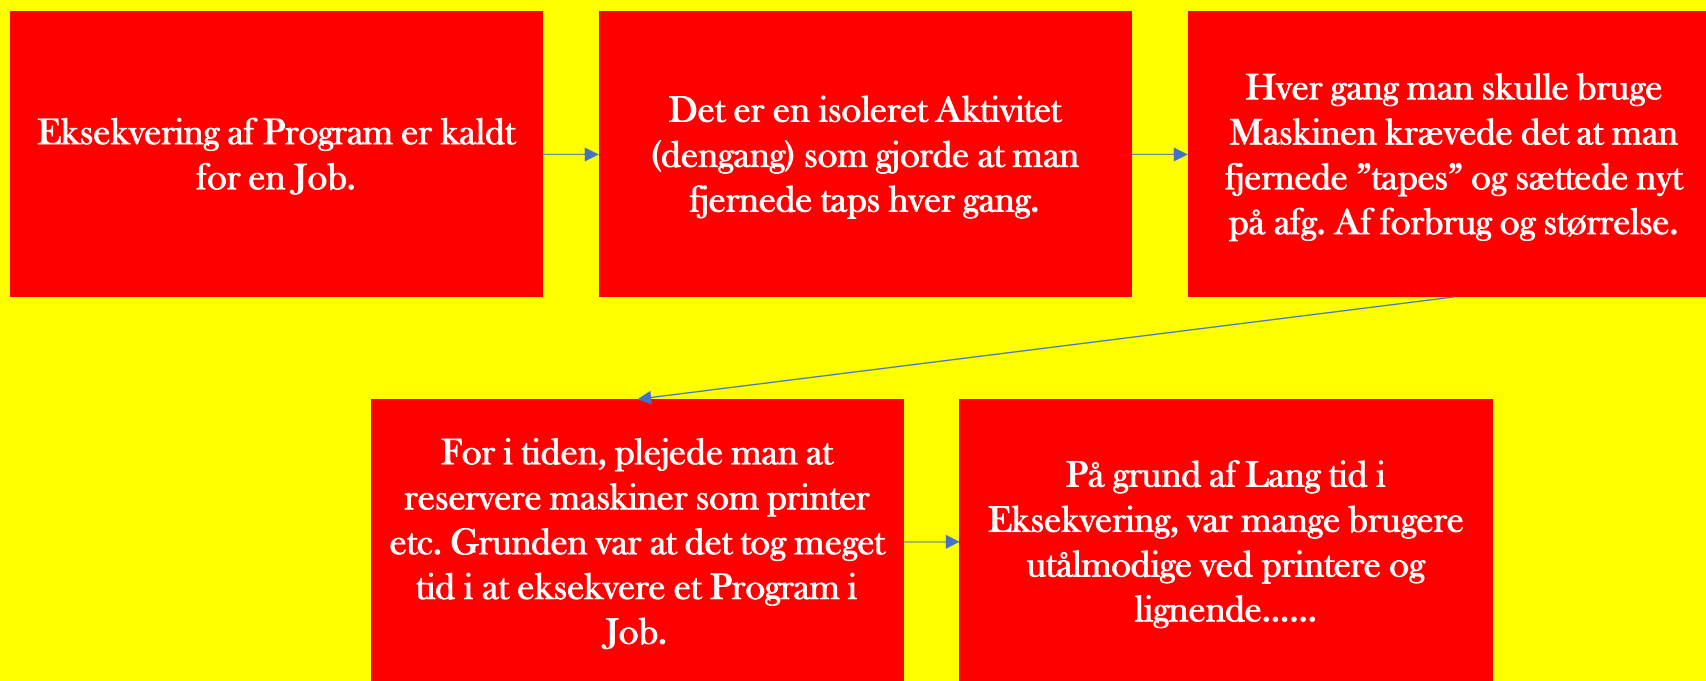 Eksekvering af Program er kaldt
for en Job.
Det er en isoleret Aktivitet
(dengang) som gjorde at man
fjernede taps hver gang.
Hver gang man skulle bruge
Maskinen krævede det at man
fjernede ”tapes” og sættede nyt
på afg. Af forbrug og størrelse.
For i tiden, plejede man at
reservere maskiner som printer
etc. Grunden var at det tog meget
tid i at eksekvere et Program i
Job.
På grund af Lang tid i
Eksekvering, var mange brugere
utålmodige ved printere og
lignende......